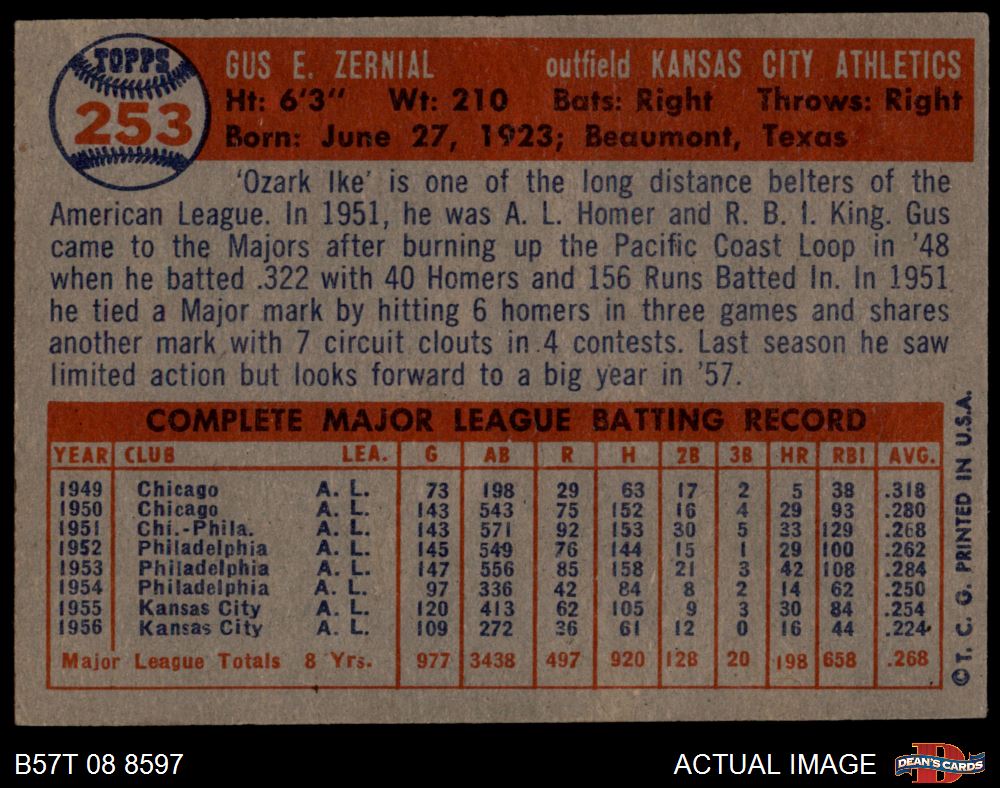 TOPPS
253
GUS E. ZERNIAL outfield KANSAS CITY ATHLETICS
Ht: 6'3" Wt: 210 Bats: Right Throws: Right
Born: June 27, 1923; Beaumont, Texas
'Ozark Ike' is one of the long distance belters of the
American League. In 1951, he was A. L. Homer and R. B. I. King. Gus
came to the Majors after burning up the Pacific Coast Loop in '48
when he batted .322 with 40 Homers and 156 Runs Batted In. In 1951
he tied a Major mark by hitting 6 homers in three games and shares
another mark with 7 circuit clouts in 4 contests. Last season he saw
limited action but looks forward to a big year in '57.
COMPLETE MAJOR LEAGUE BATTING RECORD
YEAR CLUB LEA. G AB R H 2B 3B HR RBI AVG.
1949 Chicago A. L. 73 198 29 63 17 2 5 38 .318
1950 Chicago A. L. 143 543 75 152 16 4 29 93 .280
1951 Chi.-Phila. A. L. 143 571 92 153 30 5 33 129 .268
1952 Philadelphia A. L. 145 549 76 144 15 1 29 100 .262
1953 Philadelphia A. L. 147 556 85 158 21 3 42 108 .284
1954 Philadelphia A. L. 97 336 42 84 8 2 14 62 .250
1955 Kansas City A. L. 120 413 62 105 9 3 30 84 .254
1956 Kansas City A. L. 109 272 36 61 12 0 16 44 .224
Major League Totals 8 Yrs. 977 3438 497 920 128 20 198 658 .268
©T. C. G. PRINTED IN U.S.A.
B57T 08 8597 ACTUAL IMAGE
D
DEAN'S CARDS